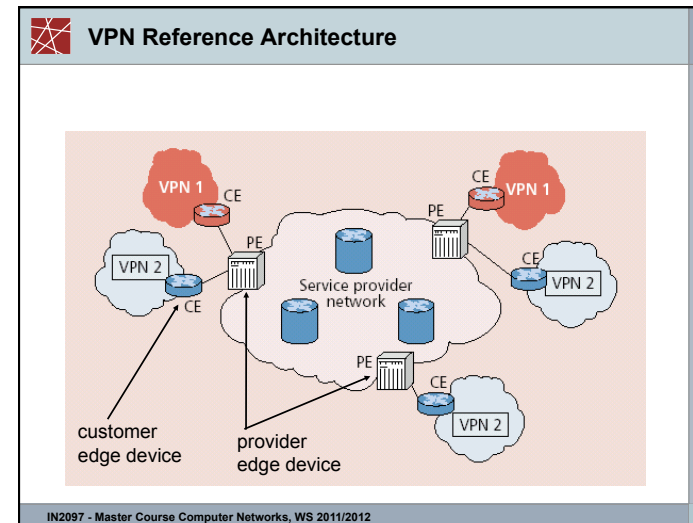 VPN Reference Architecture
VPN 1
CE
PE
VPN 2
CE
Service provider
network
CE
VPN 1
PE
CE
VPN 2
PE
CE
VPN 2
customer
edge device
provider
edge device
IN2097 - Master Course Computer Networks, WS 2011/2012